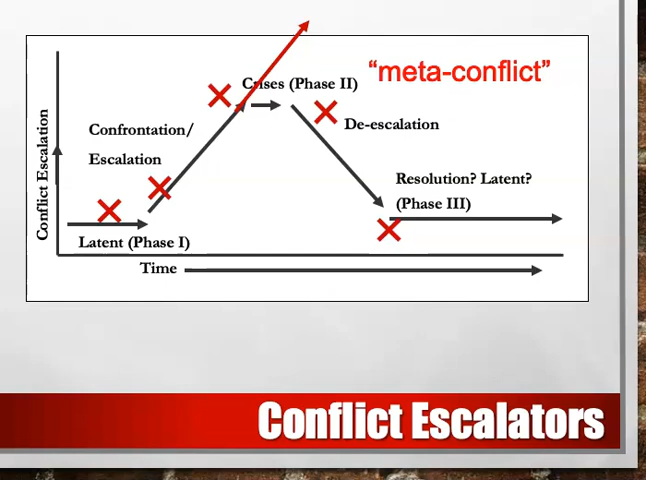 "meta-conflict"
Crises (Phase II)
Confrontation/
Escalation
De-escalation
Resolution? Latent?
(Phase III)
Conflict Escalation
Latent (Phase I)
Time
Conflict Escalators